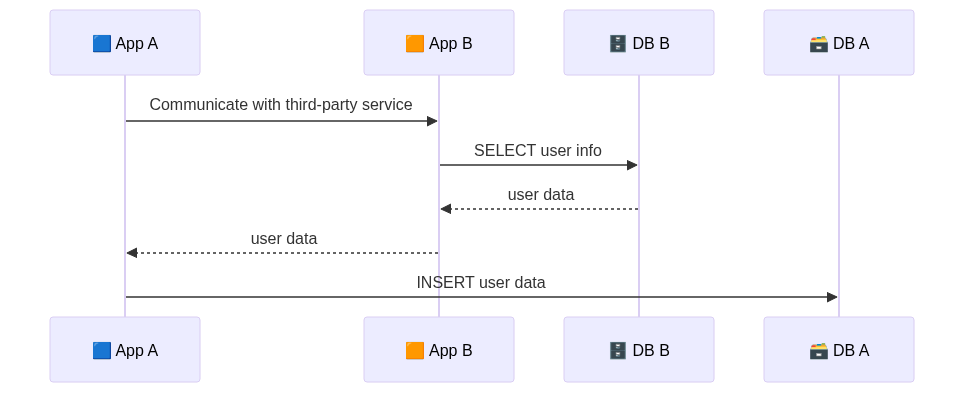 🟦 App A
🟧 App B
🗄️ DB B
🗃️ DB A
Communicate with third-party service
SELECT user info
user data
user data
INSERT user data
🟦 App A
🟧 App B
🗄️ DB B
🗃️ DB A